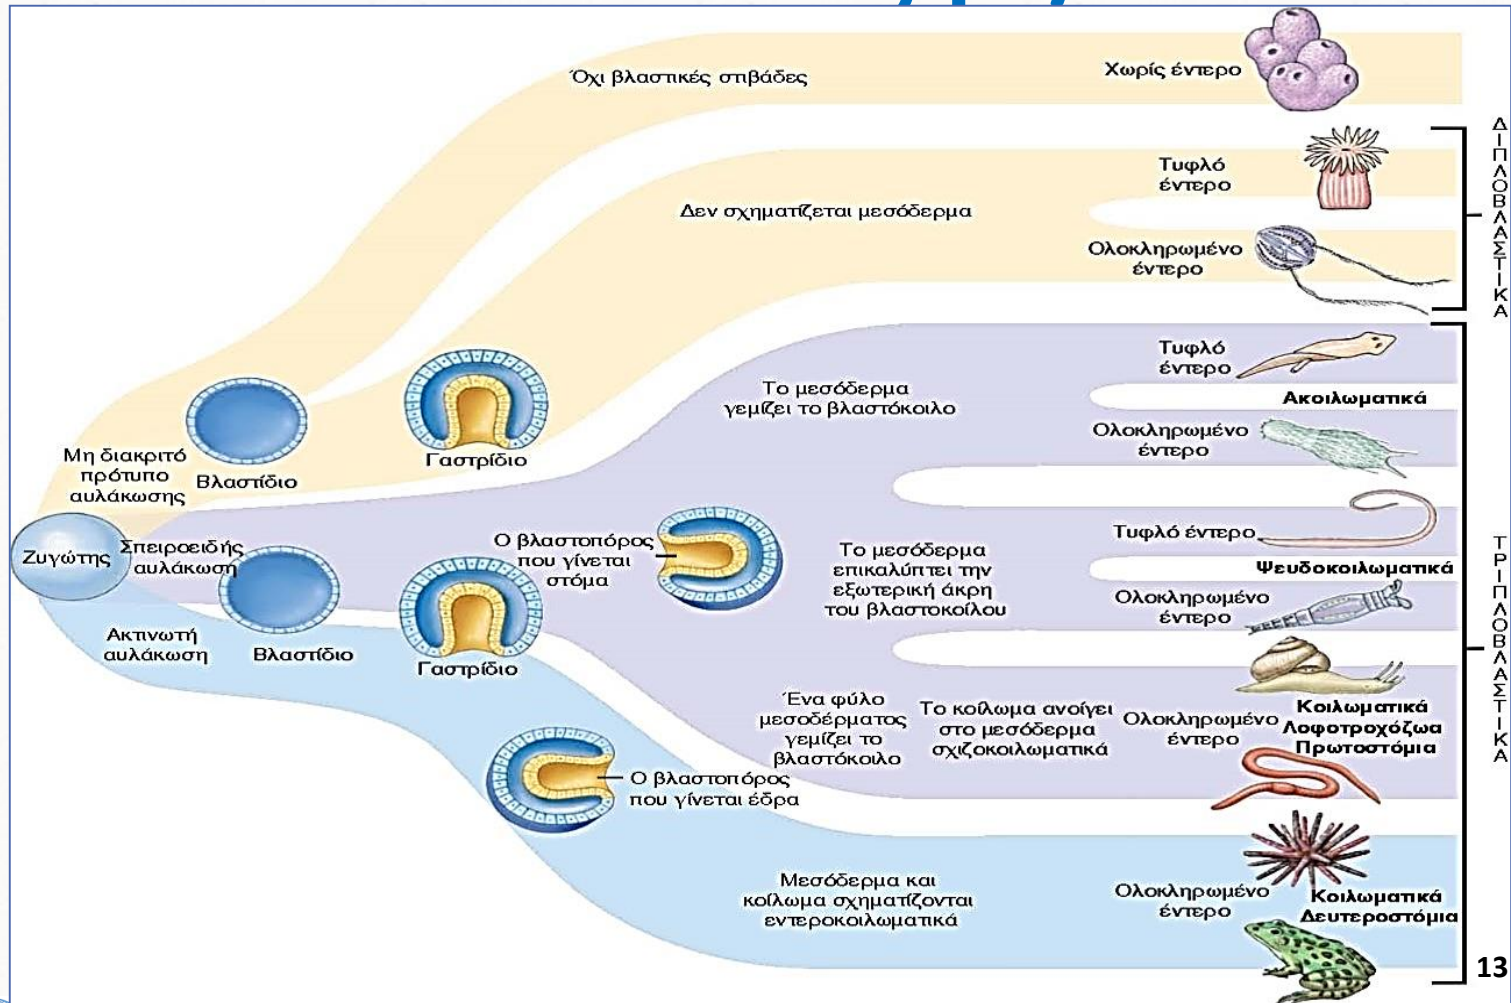 Όχι βλαστικές στιβάδες
Χωρίς έντερο
Τυφλό
έντερο
Δεν σχηματίζεται μεσόδερμα
Ολοκληρωμένο
έντερο
ΔΙΠΛΟΒΛΑΣΤΙΚΑ
Τυφλό
έντερο
Το μεσόδερμα
γεμίζει το βλαστόκοιλο
Ακοιλωματικά
Ολοκληρωμένο
έντερο
Γαστρίδιο
Μη διακριτό
πρότυπο
αυλάκωσης
Βλαστίδιο
Ζυγώτης
Σπειροειδής
αυλάκωση
Ο βλαστοπόρος
που γίνεται
στόμα
Το μεσόδερμα
επικαλύπτει την
εξωτερική άκρη
του βλαστοκοίλου
Τυφλό έντερο
Ψευδοκοιλωματικά
Ολοκληρωμένο
έντερο
ΤΡΙΠΛΟΒΛΑΣΤΙΚΑ
Ακτινωτή
αυλάκωση
Βλαστίδιο
Γαστρίδιο
Ένα φύλο
μεσοδέρματος
γεμίζει το
βλαστόκοιλο
Το κοίλωμα ανοίγει
στο μεσόδερμα
σχιζοκοιλωματικά
Ολοκληρωμένο
έντερο
Κοιλωματικά
Λοφοτροχόζωα
Πρωτοστόμια
Ο βλαστοπόρος
που γίνεται έδρα
Μεσόδερμα και
κοίλωμα σχηματίζονται
εντεροκοιλωματικά
Ολοκληρωμένο
έντερο
Κοιλωματικά
Δευτεροστόμια
13